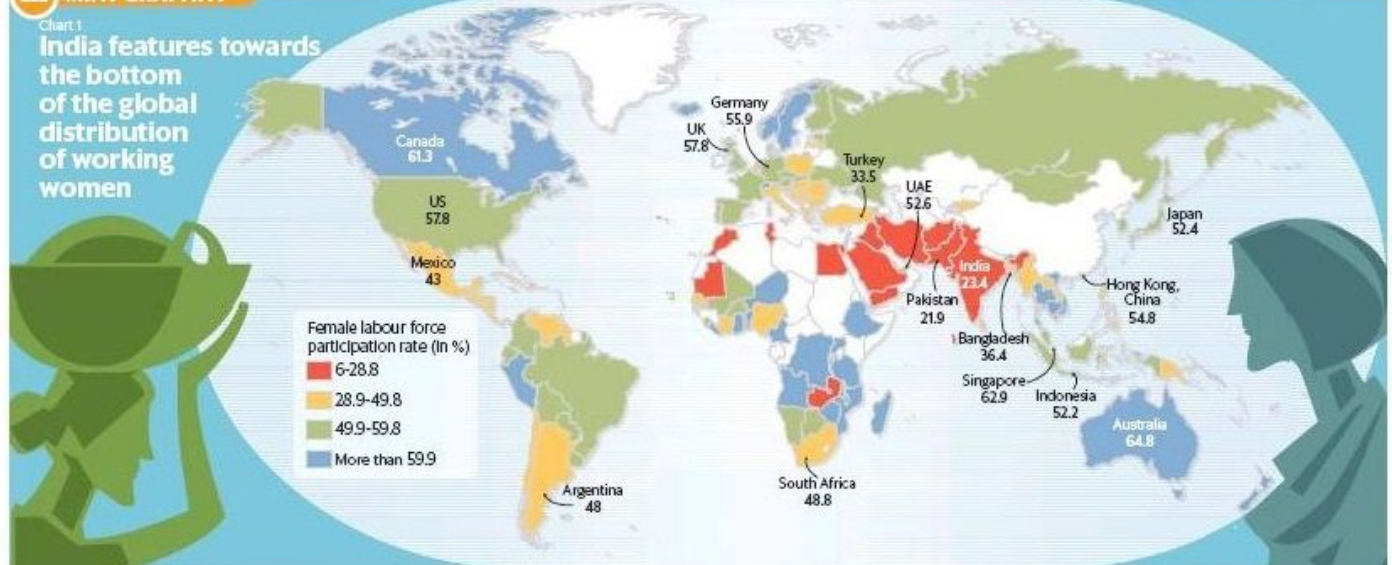 Chart 1
India features towards
the bottom
of the global
distribution
of working
women
Canada
61.3
US
57.8
Mexico
43
Argentina
48
Female labour force
participation rate (in %)
6-28.8
28.9-49.8
49.9-59.8
More than 59.9
Germany
55.9
UK
57.8
Turkey
33.5
UAE
52.6
Japan
52.4
India
23.4
Pakistan
21.9
Hong Kong,
China
54.8
Bangladesh
36.4
Singapore
62.9
Indonesia
52.2
Australia
64.8
South Africa
48.8